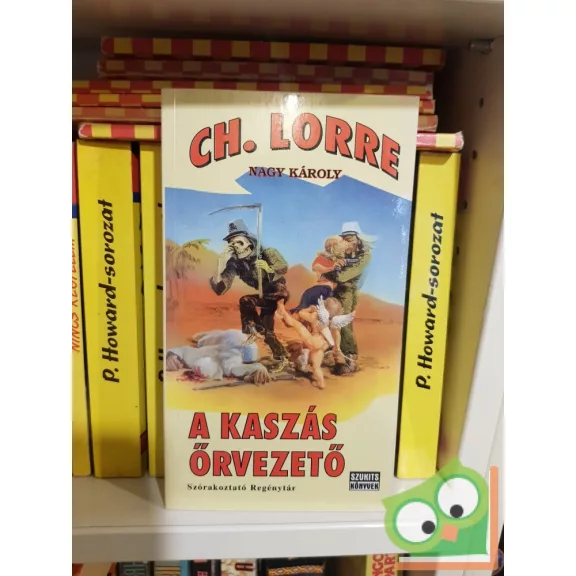 CH. LORRE
NAGY KÁROLY
A KASZÁS
ŐRVEZETŐ
Szórakoztató Regénytár
SZUKITS
KÖNYVEK
P. Howard-sorozat
P. Howard-sorozat